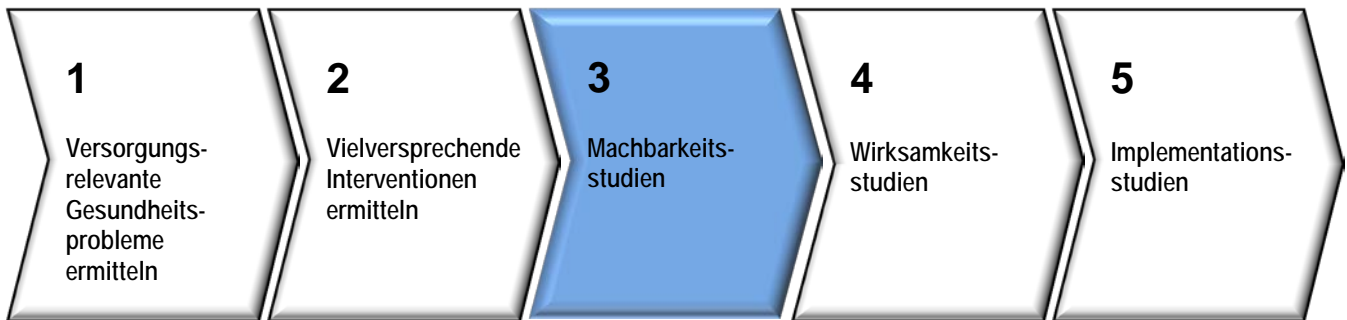 1
Versorgungs-
relevante
Gesundheits-
probleme
ermitteln
2
Vielversprechende
Interventionen
ermitteln
3
Machbarkeits-
studien
4
Wirksamkeits-
studien
5
Implementations-
studien